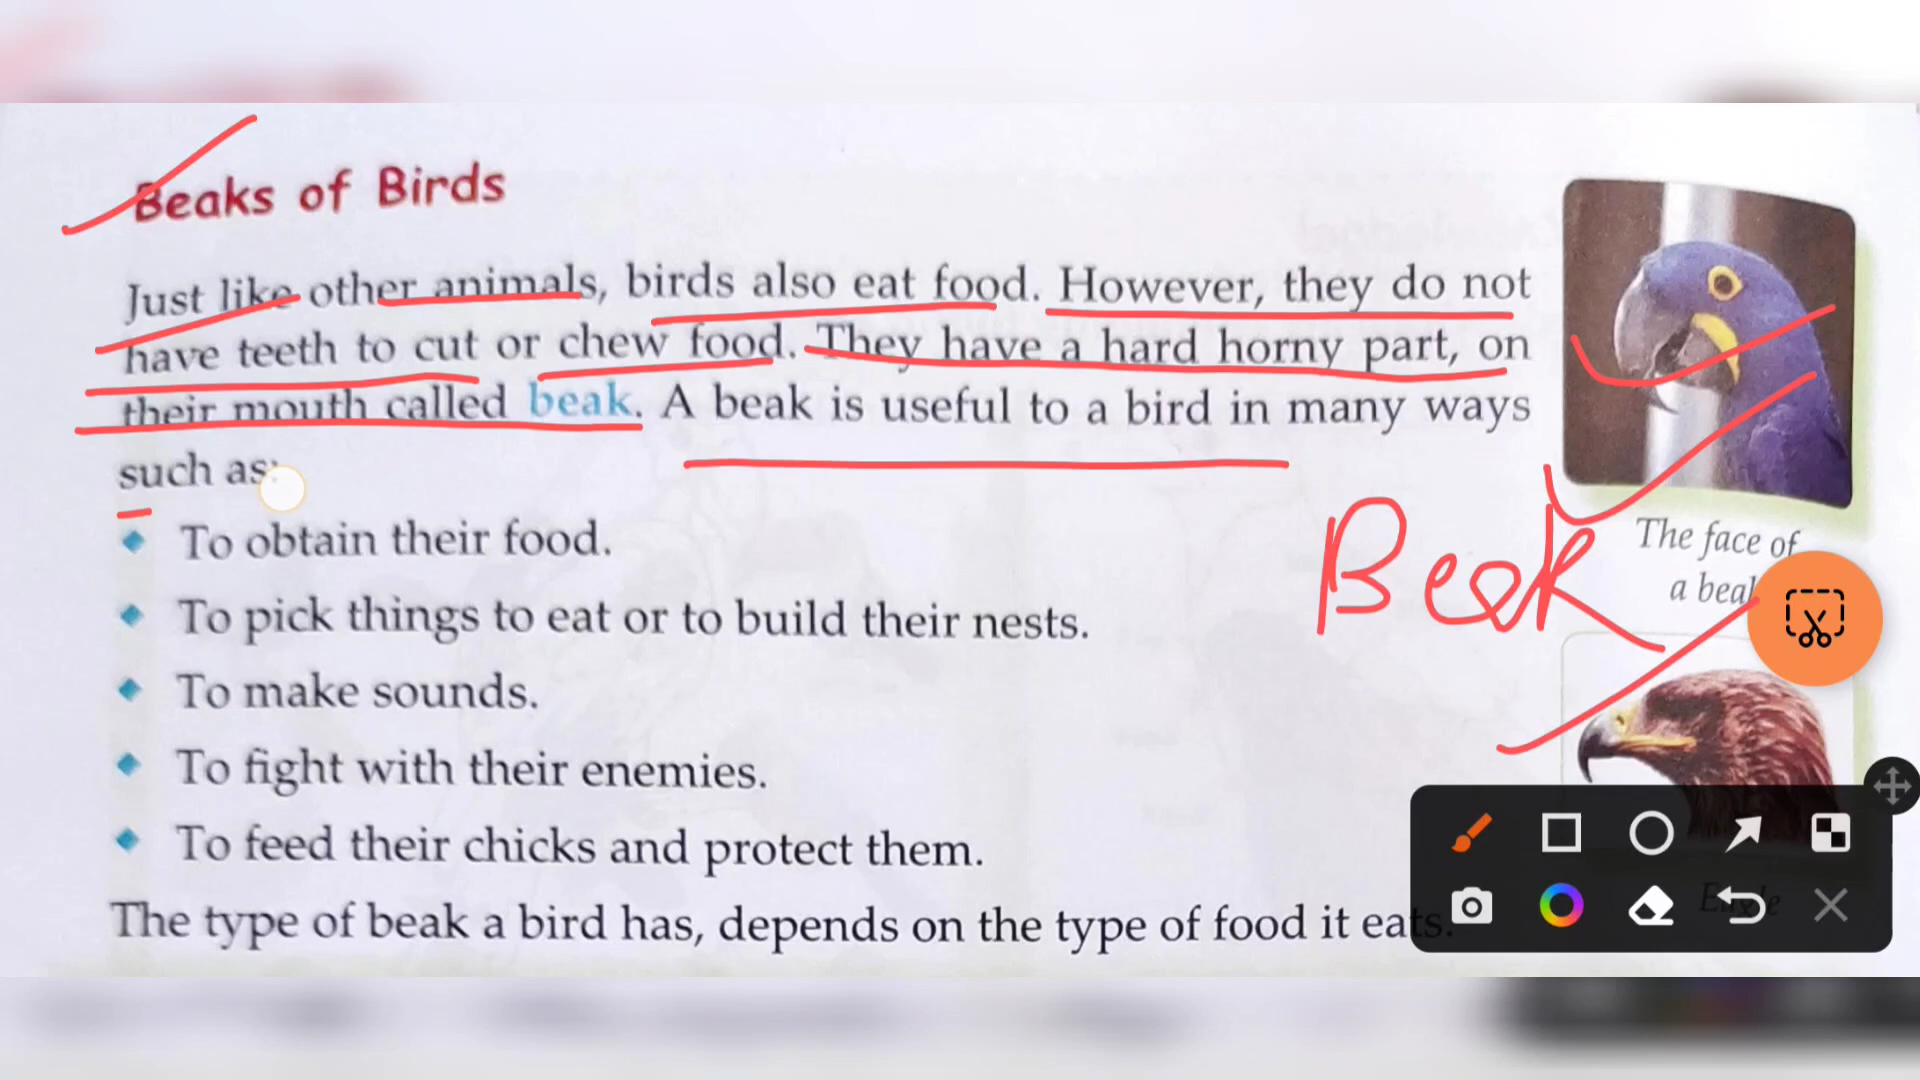 Beaks of Birds
Just like other animals, birds also eat food. However, they do not
have teeth to cut or chew food. They have a hard horny part, on
their mouth called beak. A beak is useful to a bird in many ways
such as:
To obtain their food.
To pick things to eat or to build their nests.
To make sounds.
To fight with their enemies.
To feed their chicks and protect them.
The type of beak a bird has, depends on the type of food it eats.
Beak
The face of
a